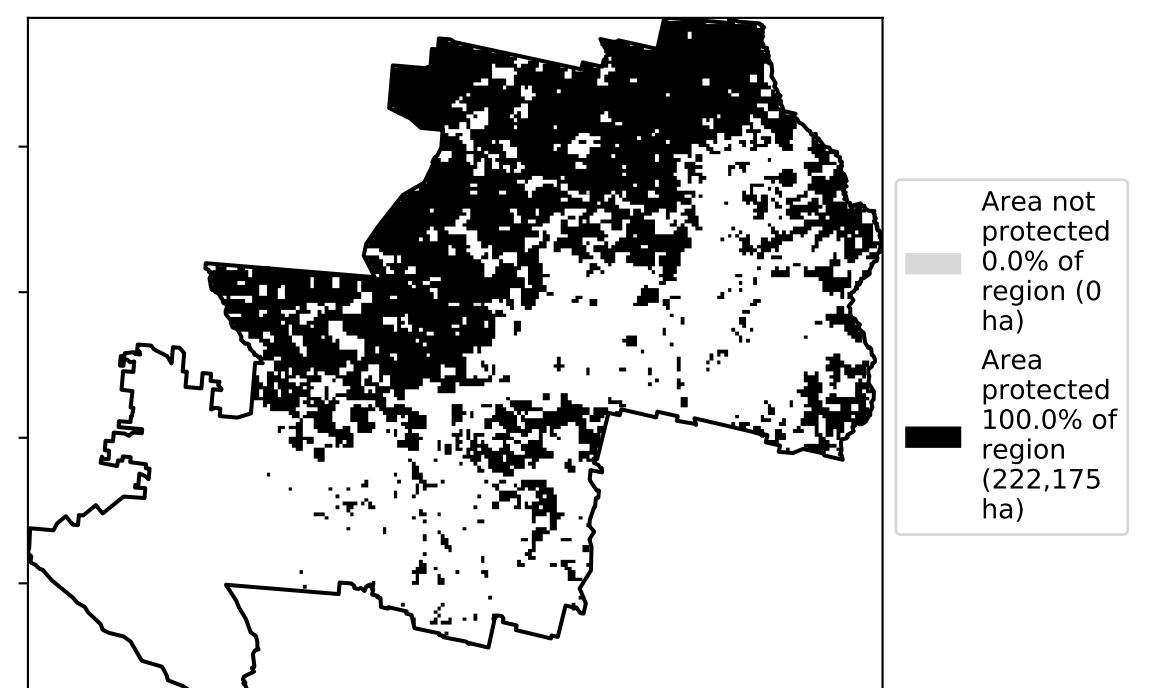 Area not
protected
0.0% of
region (0
ha)
Area
protected
100.0% of
region
(222,175
ha)